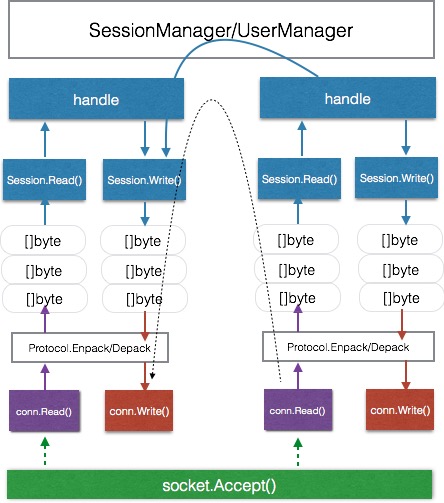 SessionManager/UserManager
handle
handle
Session.Read()
Session.Write()
Session.Read()
Session.Write()
[]byte
[]byte
[]byte
[]byte
[]byte
[]byte
[]byte
[]byte
[]byte
[]byte
[]byte
[]byte
Protocol.Enpack/Depack
Protocol.Enpack/Depack
conn.Read()
conn.Write()
conn.Read()
conn.Write()
socket.Accept()